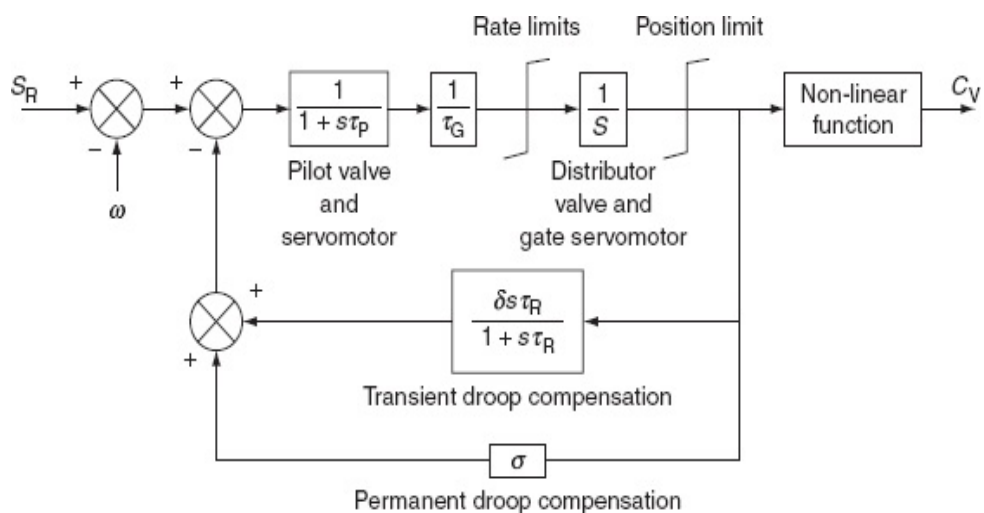 Rate limits
Position limit
S_R
+
−
ω
+
−
1
1 + sτ_P
Pilot valve
and
servomotor
1
τ_G
1
S
Distributor
valve and
gate servomotor
Non-linear
function
C_V
+
+
δsτ_R
1 + sτ_R
Transient droop compensation
σ
Permanent droop compensation